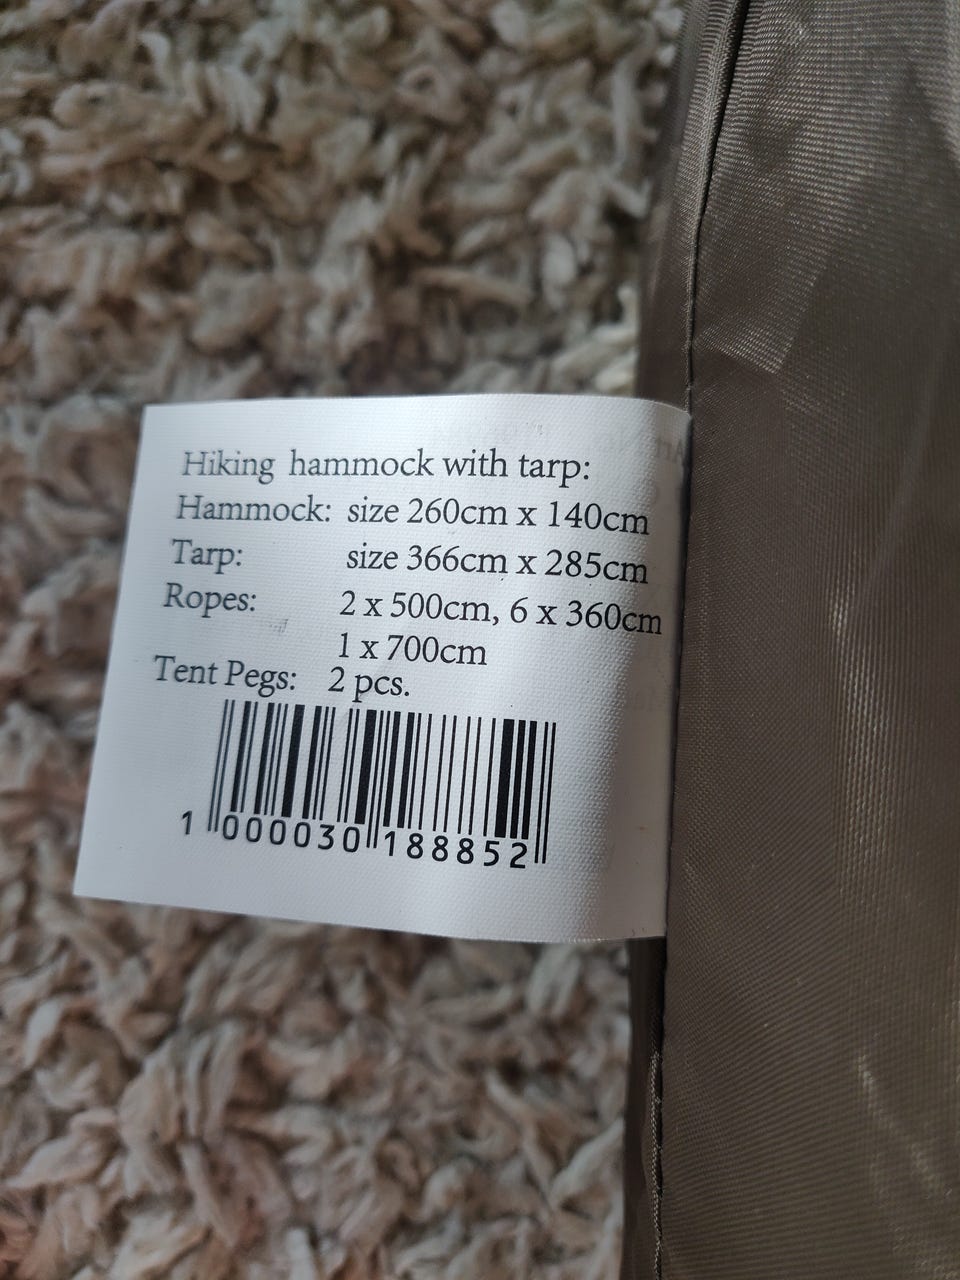 Hiking hammock with tarp:
Hammock: size 260cm x 140cm
Tarp: size 366cm x 285cm
Ropes: 2 x 500cm, 6 x 360cm
1 x 700cm
Tent Pegs: 2 pcs.
1 000030 188852